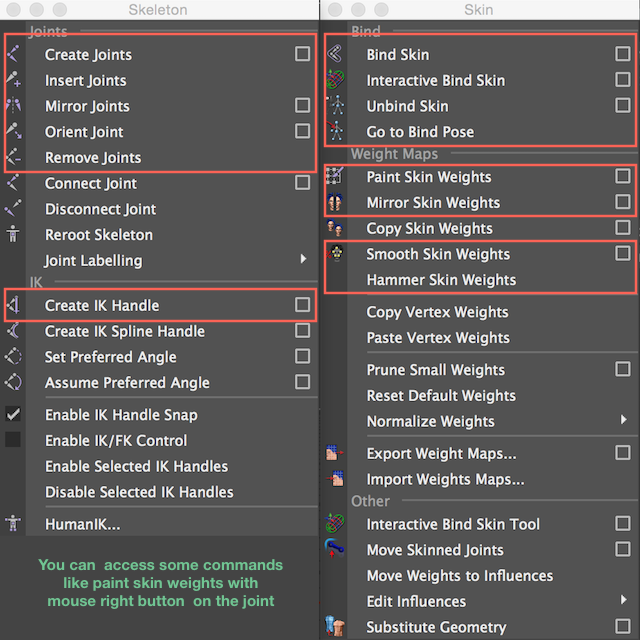 Skeleton
Joints
Create Joints
Insert Joints
Mirror Joints
Orient Joint
Remove Joints
Connect Joint
Disconnect Joint
Reroot Skeleton
Joint Labelling
IK
Create IK Handle
Create IK Spline Handle
Set Preferred Angle
Assume Preferred Angle
Enable IK Handle Snap
Enable IK/FK Control
Enable Selected IK Handles
Disable Selected IK Handles
HumanIK...
You can access some commands
like paint skin weights with
mouse right button on the joint
Skin
Bind
Bind Skin
Interactive Bind Skin
Unbind Skin
Go to Bind Pose
Weight Maps
Paint Skin Weights
Mirror Skin Weights
Copy Skin Weights
Smooth Skin Weights
Hammer Skin Weights
Copy Vertex Weights
Paste Vertex Weights
Prune Small Weights
Reset Default Weights
Normalize Weights
Export Weight Maps...
Import Weights Maps...
Other
Interactive Bind Skin Tool
Move Skinned Joints
Move Weights to Influences
Edit Influences
Substitute Geometry